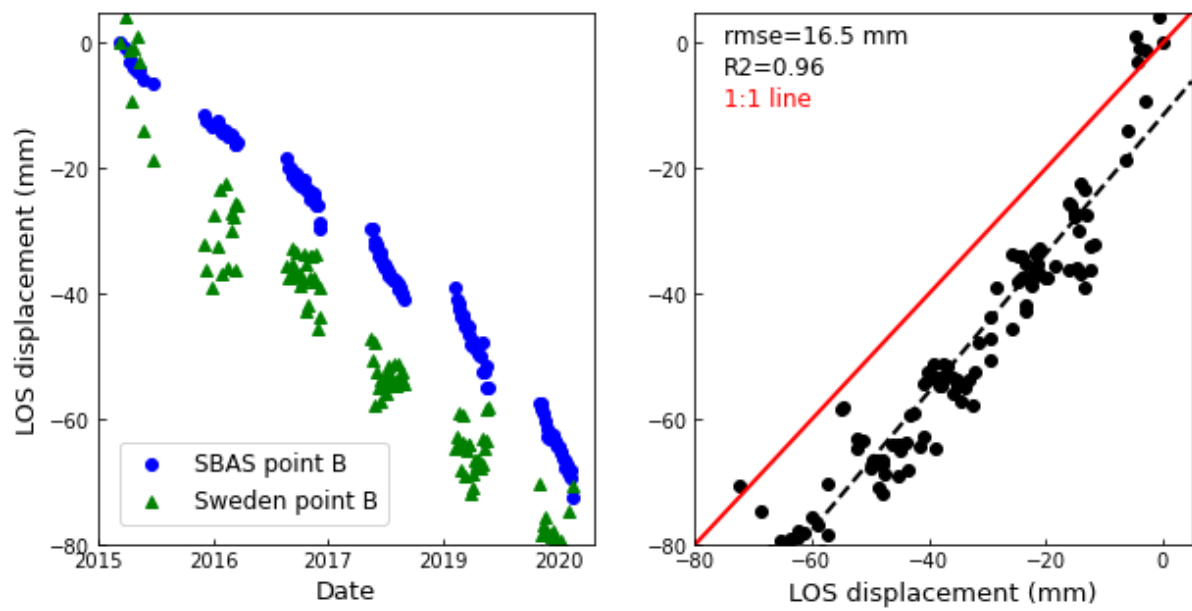 0
−20
−40
−60
−80
LOS displacement (mm)
SBAS point B
Sweden point B
2015
2016
2017
2019
2020
Date
rmse=16.5 mm
R2=0.96
1:1 line
0
−20
−40
−60
−80
−80
−60
−40
−20
0
LOS displacement (mm)